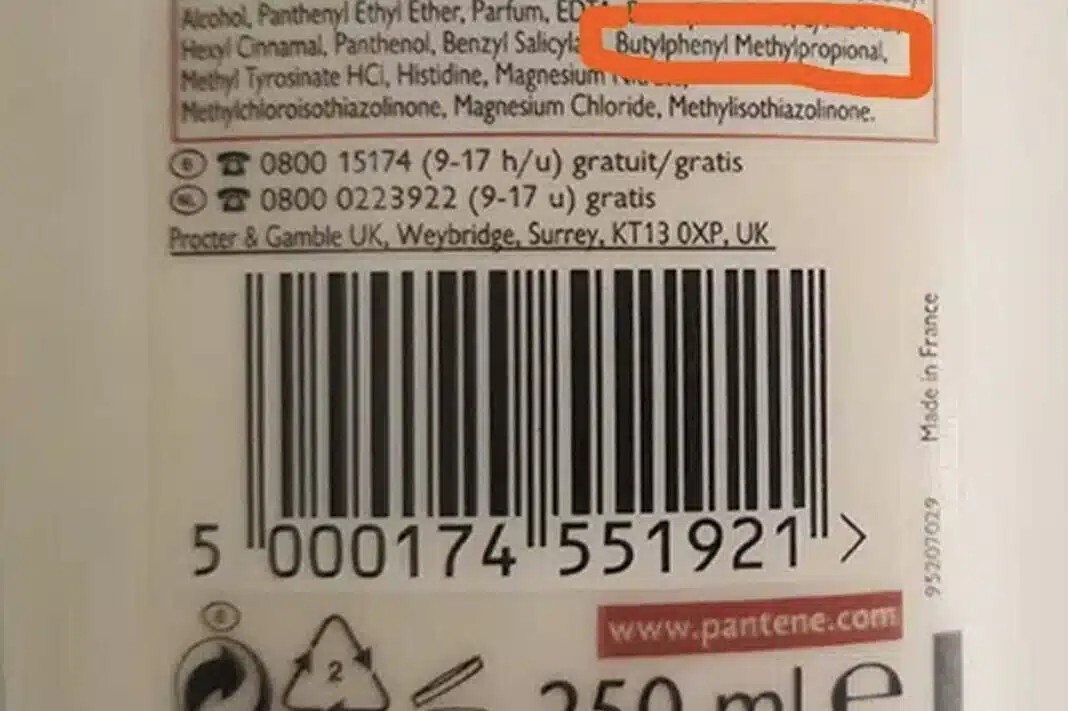 Alcohol, Panthenyl Ethyl Ether, Parfum,
Hexyl Cinnamal, Panthenol, Benzyl Butylphenyl Methylpropional,
Methyl Tyrosinate HCl, Histidine, Magnesium
Methylchloroisothiazolinone, Magnesium Chloride, Methylisothiazolinone.
B 0800 15174 (9-17 h/u) gratuit/gratis
NL 0800 0223922 (9-17 u) gratis
Procter & Gamble UK, Weybridge, Surrey, KT13 0XP, UK
5 000174 551921 >
95207029 Made in France
www.pantene.com
2
250 ml e